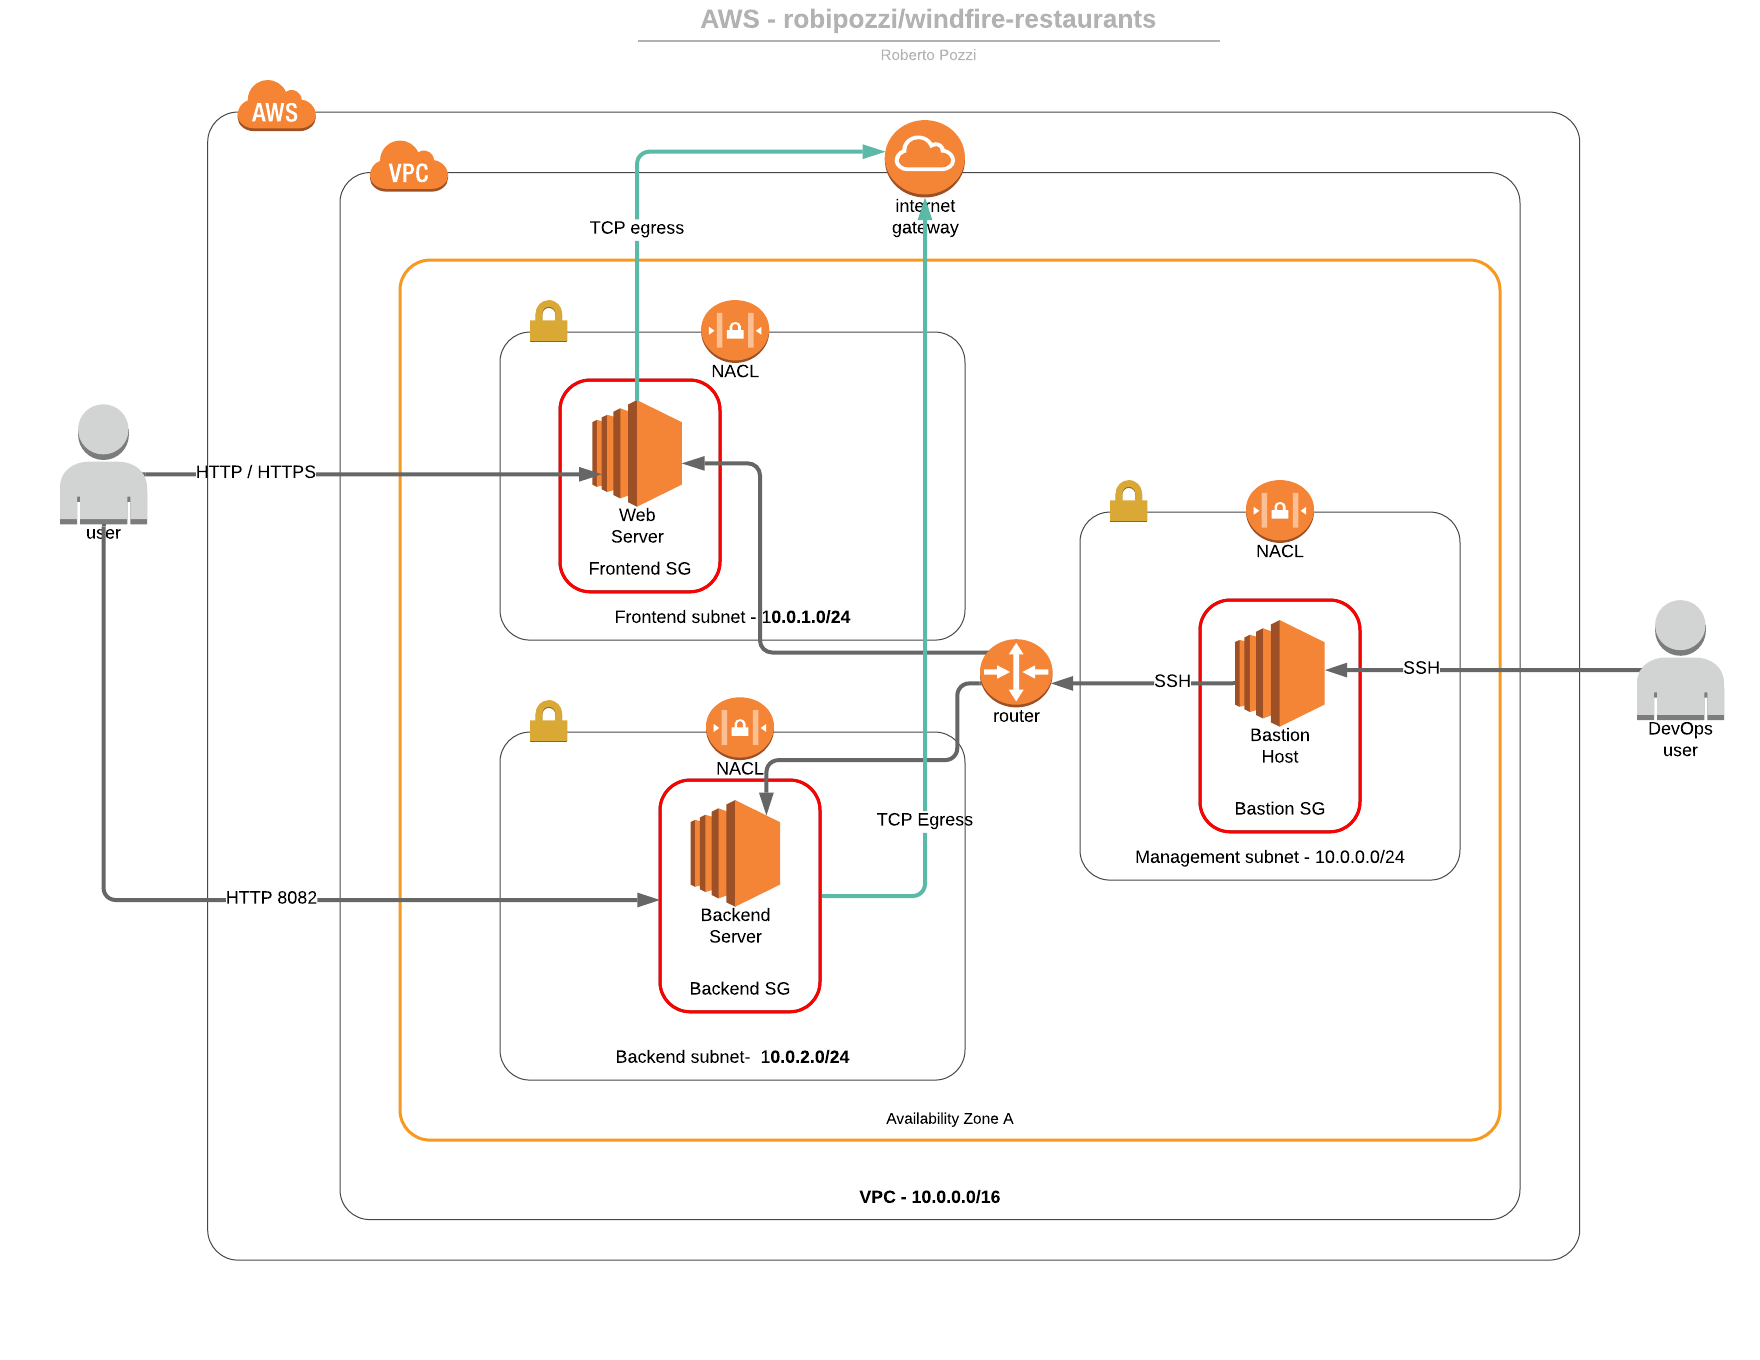 AWS - robipozzi/windfire-restaurants
Roberto Pozzi
AWS
VPC
internet
gateway
TCP egress
NACL
HTTP / HTTPS
user
Web
Server
Frontend SG
Frontend subnet - 10.0.1.0/24
NACL
SSH
SSH
router
DevOps
user
Bastion
Host
Bastion SG
Management subnet - 10.0.0.0/24
NACL
TCP Egress
HTTP 8082
Backend
Server
Backend SG
Backend subnet-  10.0.2.0/24
Availability Zone A
VPC - 10.0.0.0/16